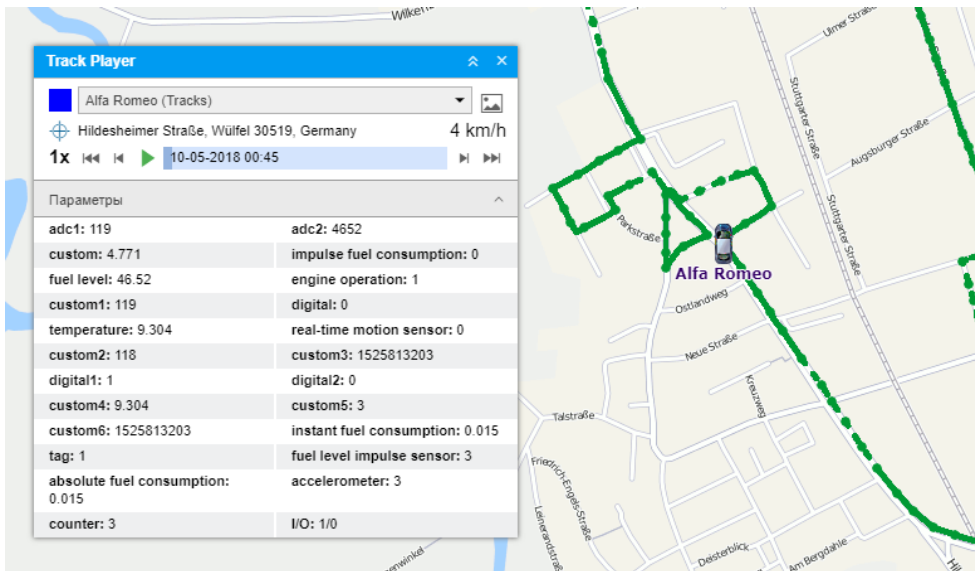 Track Player
Alfa Romeo (Tracks)
Hildesheimer Straße, Wülfel 30519, Germany 4 km/h
1x 10-05-2018 00:45
Параметры
adc1: 119 adc2: 4652
custom: 4.771 impulse fuel consumption: 0
fuel level: 46.52 engine operation: 1
custom1: 119 digital: 0
temperature: 9.304 real-time motion sensor: 0
custom2: 118 custom3: 1525813203
digital1: 1 digital2: 0
custom4: 9.304 custom5: 3
custom6: 1525813203 instant fuel consumption: 0.015
tag: 1 fuel level impulse sensor: 3
absolute fuel consumption: accelerometer: 3
0.015
counter: 3 I/O: 1/0
Wilker
Ulmer Straße
Stuttgarter Straße
Augsburger Straße
Stuttgarter Straße
Parkstraße
Alfa Romeo
Ostlandweg
Neue Straße
Kreuzweg
Talstraße
Friedrich-Engels-Straße
Leinerandstraße
Deisterblick
Am Bergdahle
Hil
enwinkel